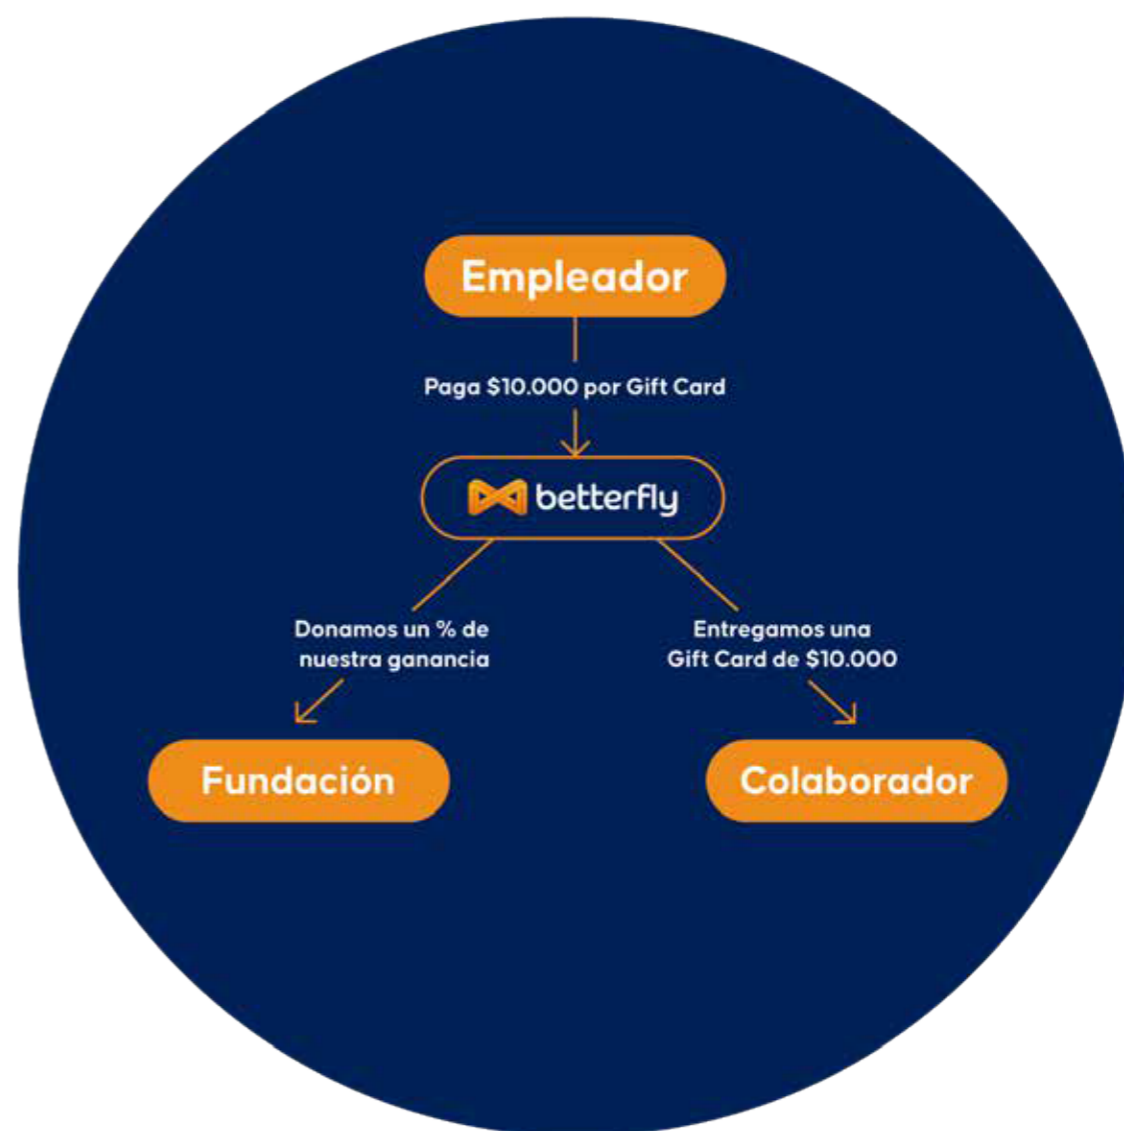 Empleador
Paga $10.000 por Gift Card
betterfly
Donamos un % de
nuestra ganancia
Entregamos una
Gift Card de $10.000
Fundación
Colaborador